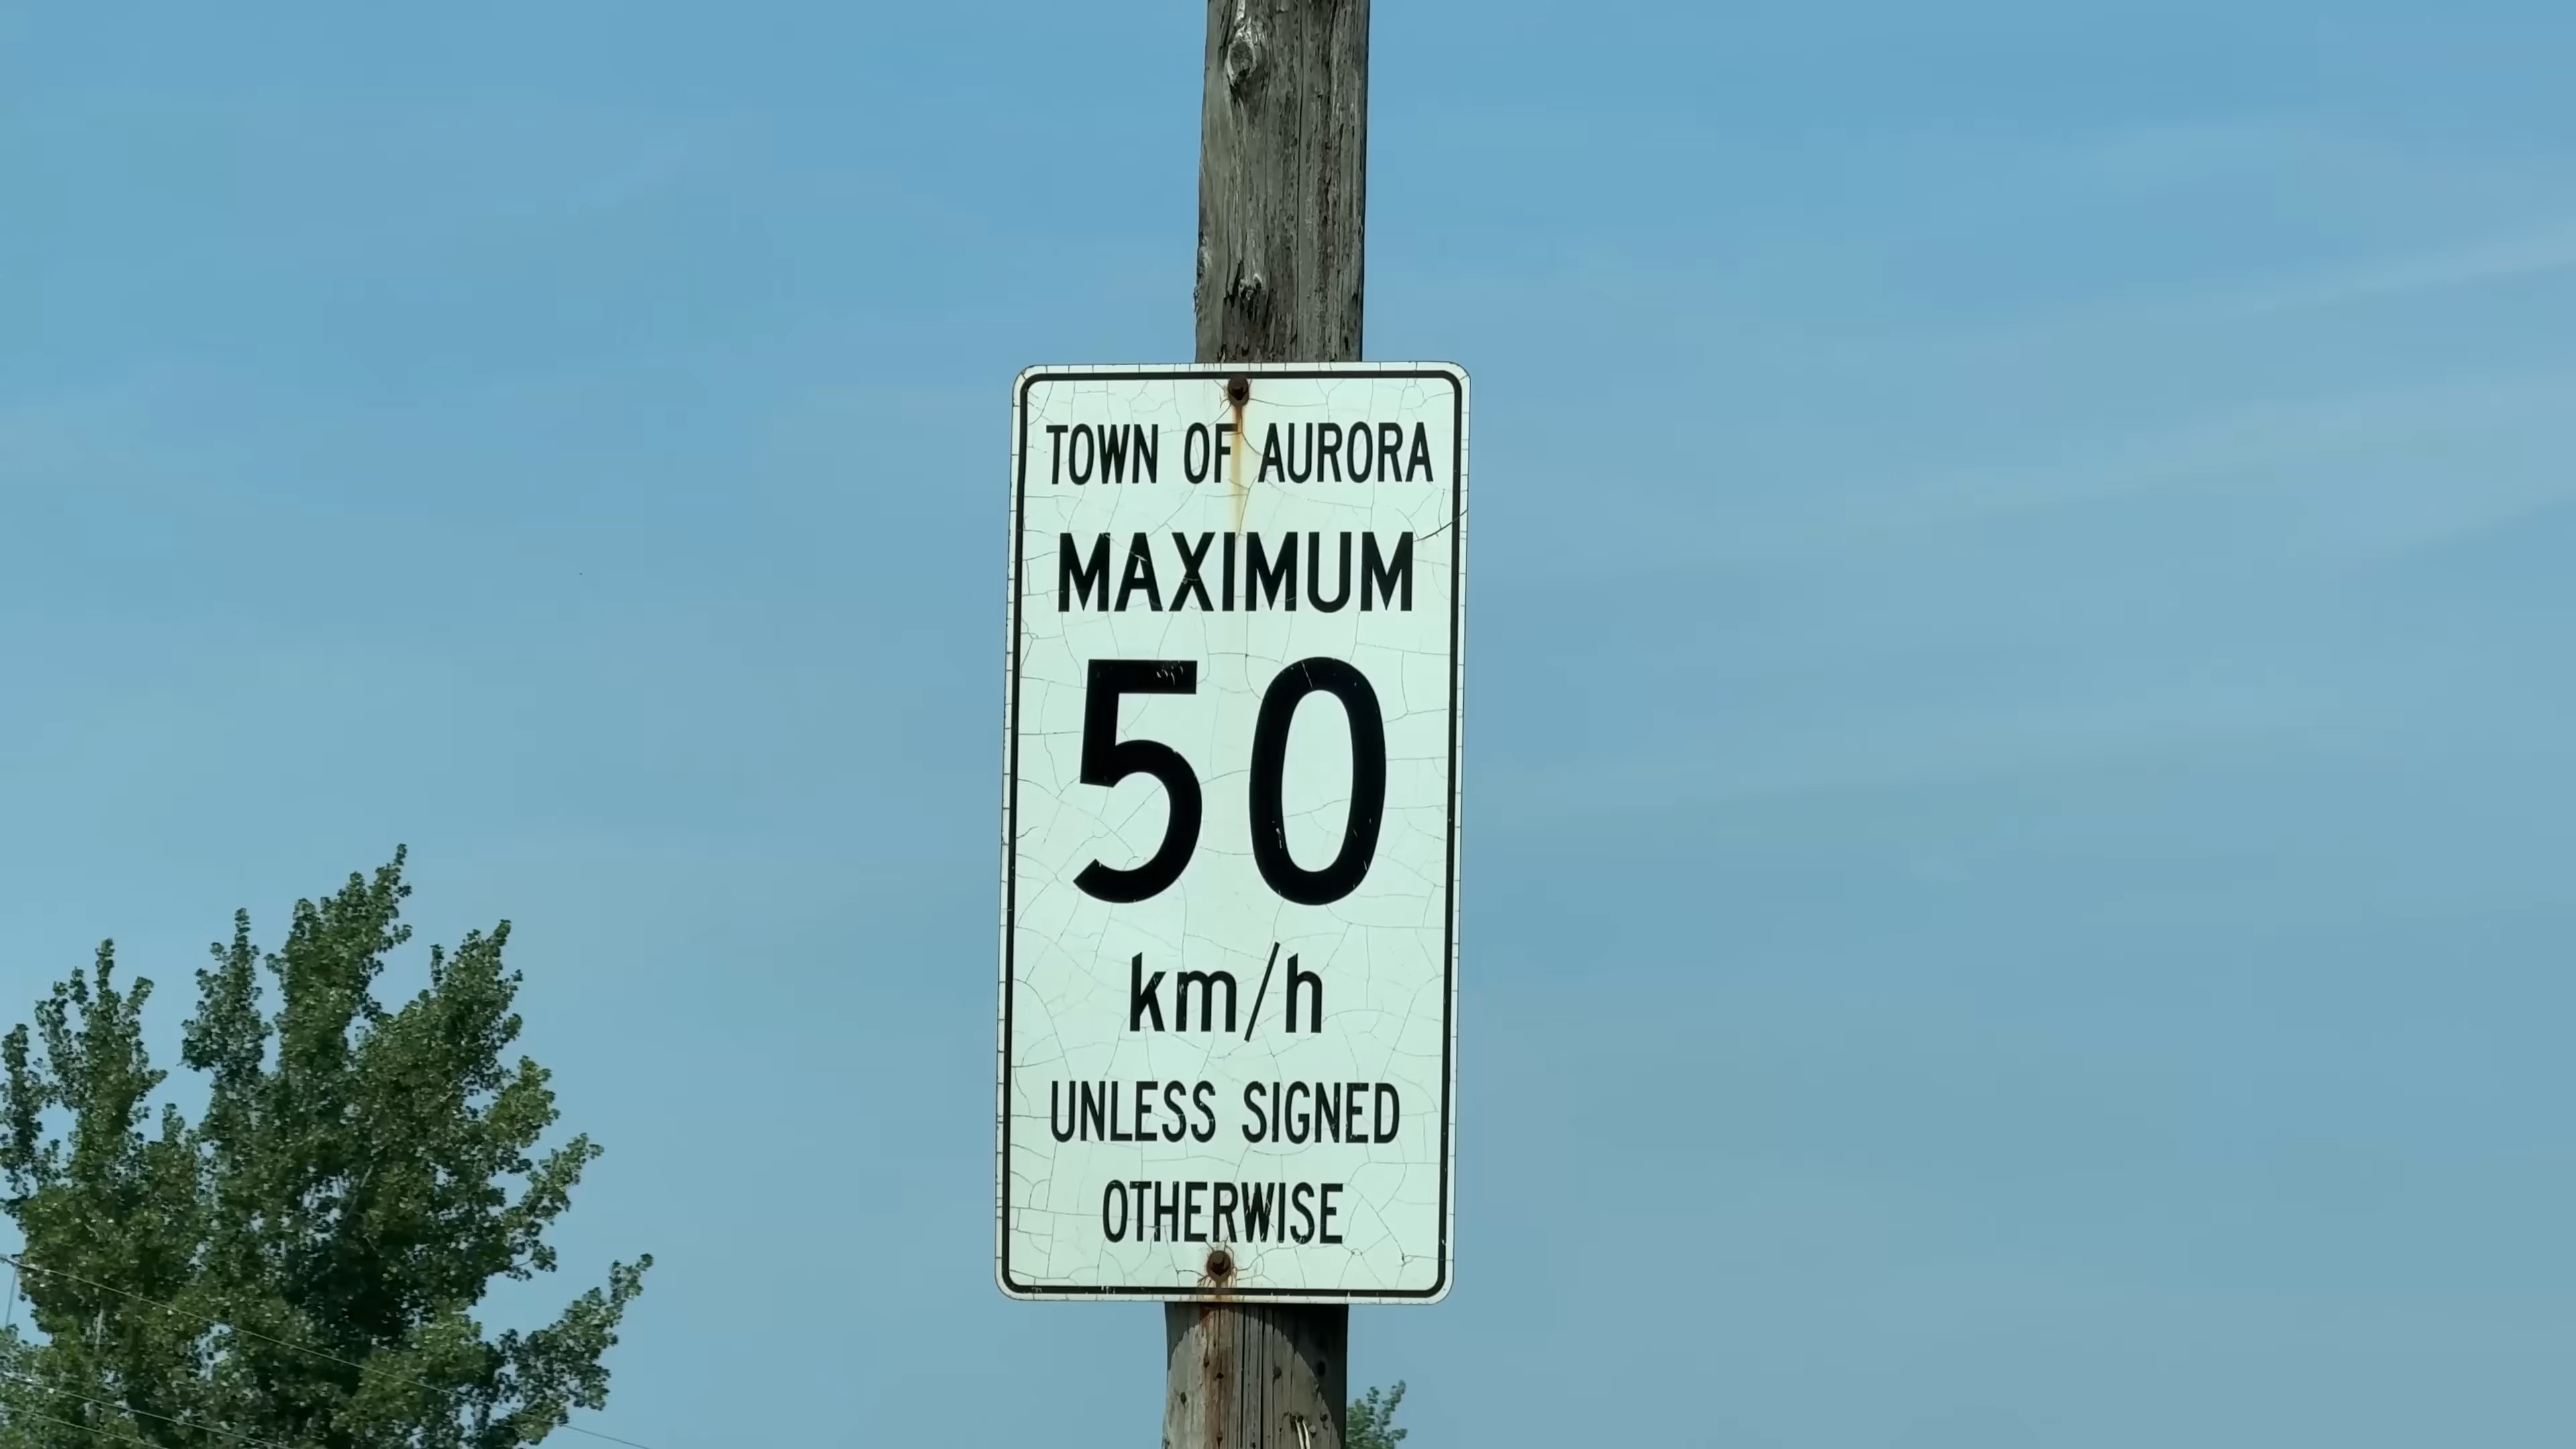 TOWN OF AURORA
MAXIMUM
50
km/h
UNLESS SIGNED
OTHERWISE